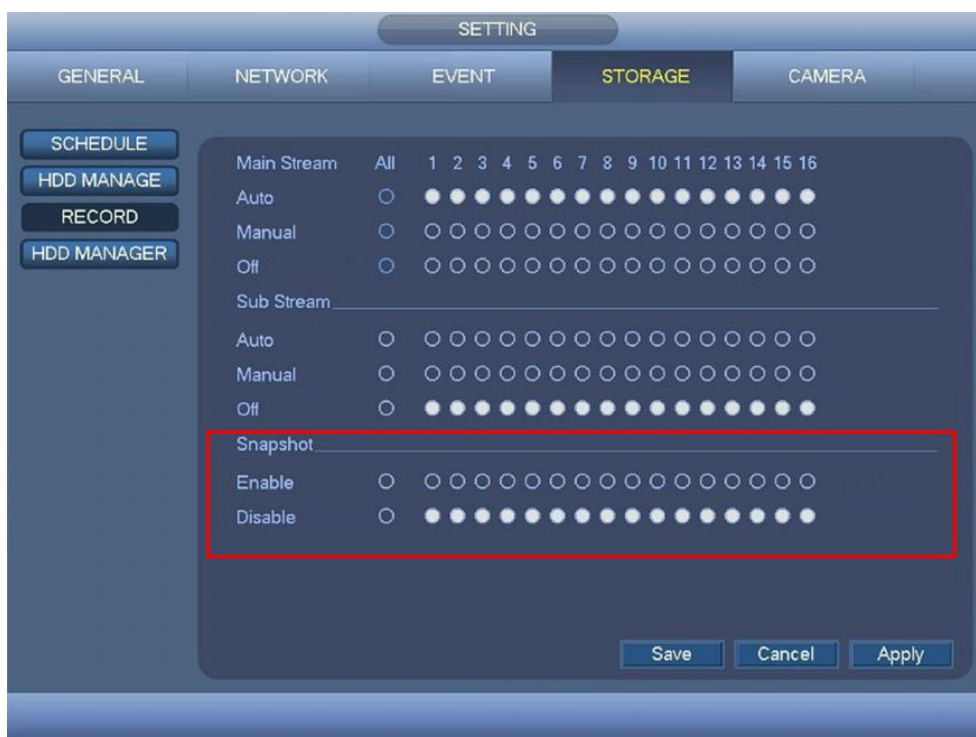 SETTING
GENERAL NETWORK EVENT STORAGE CAMERA
SCHEDULE
HDD MANAGE
RECORD
HDD MANAGER
Main Stream All 1 2 3 4 5 6 7 8 9 10 11 12 13 14 15 16
Auto
Manual
Off
Sub Stream
Auto
Manual
Off
Snapshot
Enable
Disable
Save Cancel Apply